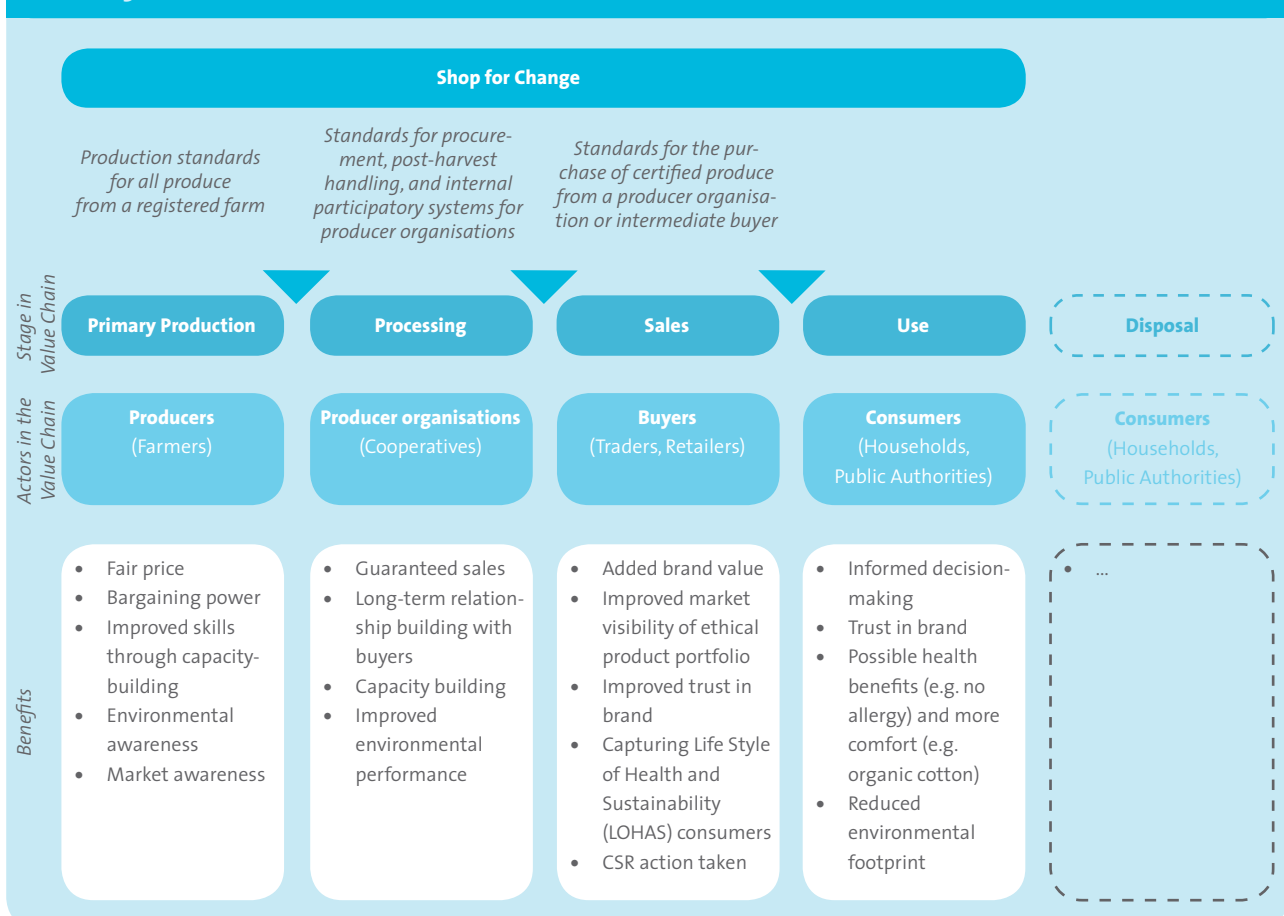 Shop for Change
Production standards
for all produce
from a registered farm
Standards for procure-
ment, post-harvest
handling, and internal
participatory systems for
producer organisations
Standards for the pur-
chase of certified produce
from a producer organisa-
tion or intermediate buyer
Stage in
Value Chain
Primary Production
Processing
Sales
Use
Disposal
Actors in the
Value Chain
Producers
(Farmers)
Producer organisations
(Cooperatives)
Buyers
(Traders, Retailers)
Consumers
(Households,
Public Authorities)
Consumers
(Households,
Public Authorities)
Benefits
• Fair price
• Bargaining power
• Improved skills
through capacity-
building
• Environmental
awareness
• Market awareness
• Guaranteed sales
• Long-term relation-
ship building with
buyers
• Capacity building
• Improved
environmental
performance
• Added brand value
• Improved market
visibility of ethical
product portfolio
• Improved trust in
brand
• Capturing Life Style
of Health and
Sustainability
(LOHAS) consumers
• CSR action taken
• Informed decision-
making
• Trust in brand
• Possible health
benefits (e.g. no
allergy) and more
comfort (e.g.
organic cotton)
• Reduced
environmental
footprint
• ...